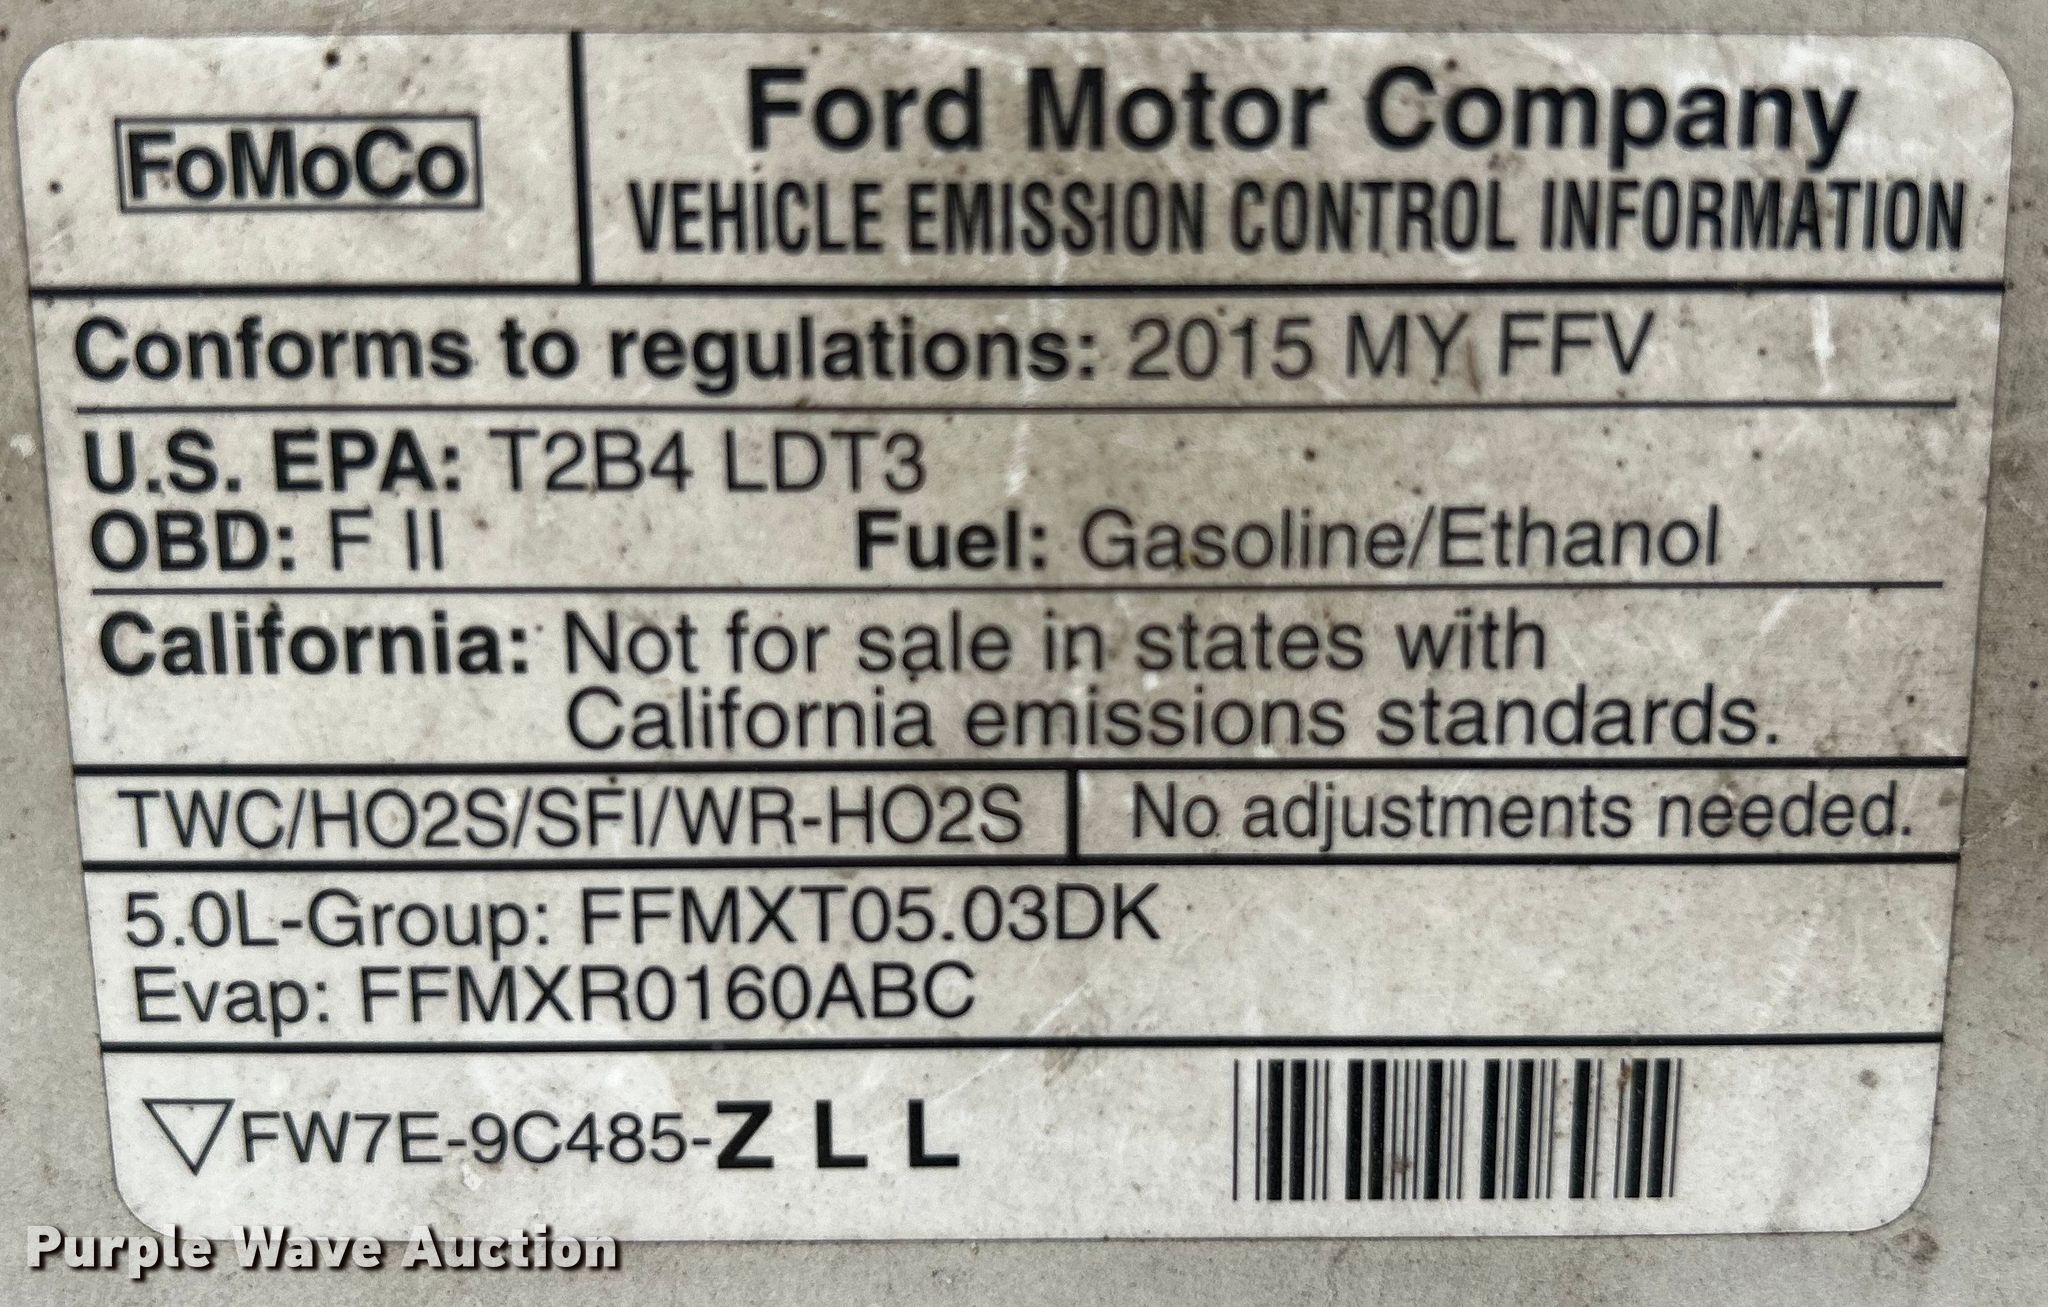 FoMoCo
Ford Motor Company
VEHICLE EMISSION CONTROL INFORMATION
Conforms to regulations: 2015 MY FFV
U.S. EPA: T2B4 LDT3
OBD: F II Fuel: Gasoline/Ethanol
California: Not for sale in states with
California emissions standards.
TWC/HO2S/SFI/WR-HO2S
No adjustments needed.
5.0L-Group: FFMXT05.03DK
Evap: FFMXR0160ABC
FW7E-9C485-Z L L
Purple Wave Auction